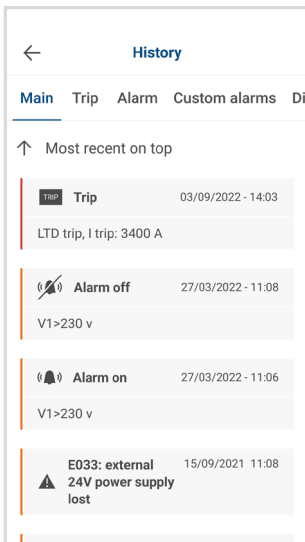 History
Main Trip Alarm Custom alarms Di
Most recent on top
TRIP Trip 03/09/2022 - 14:03
LTD trip, I trip: 3400 A
Alarm off 27/03/2022 - 11:08
V1>230 v
Alarm on 27/03/2022 - 11:06
V1>230 v
E033: external 15/09/2021 11:08
24V power supply
lost